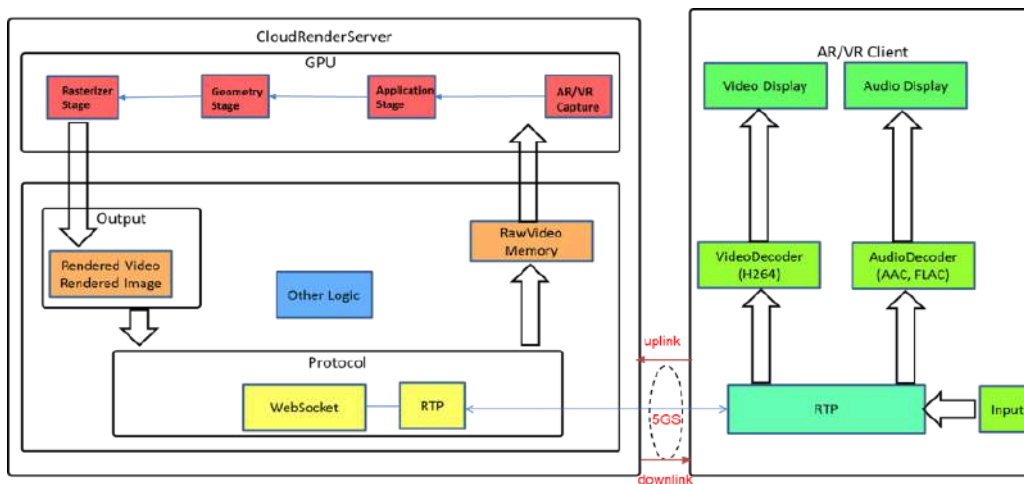 CloudRenderServer
GPU
Rasterizer
Stage
Geometry
Stage
Application
Stage
AR/VR
Capture
Output
Rendered Video
Rendered Image
RawVideo
Memory
Other Logic
Protocol
WebSocket
RTP
uplink
5GS
downlink
AR/VR Client
Video Display
Audio Display
VideoDecoder
(H264)
AudioDecoder
(AAC, FLAC)
RTP
Input